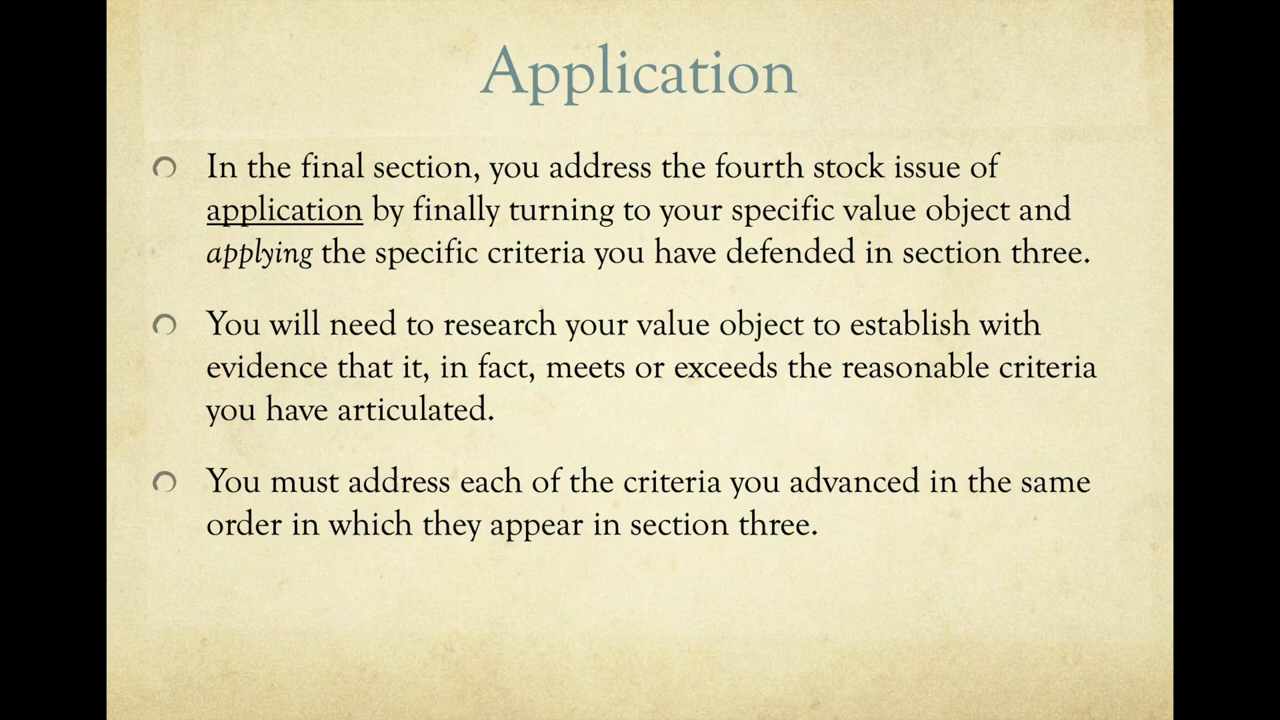 Application
In the final section, you address the fourth stock issue of
application by finally turning to your specific value object and
applying the specific criteria you have defended in section three.
You will need to research your value object to establish with
evidence that it, in fact, meets or exceeds the reasonable criteria
you have articulated.
You must address each of the criteria you advanced in the same
order in which they appear in section three.